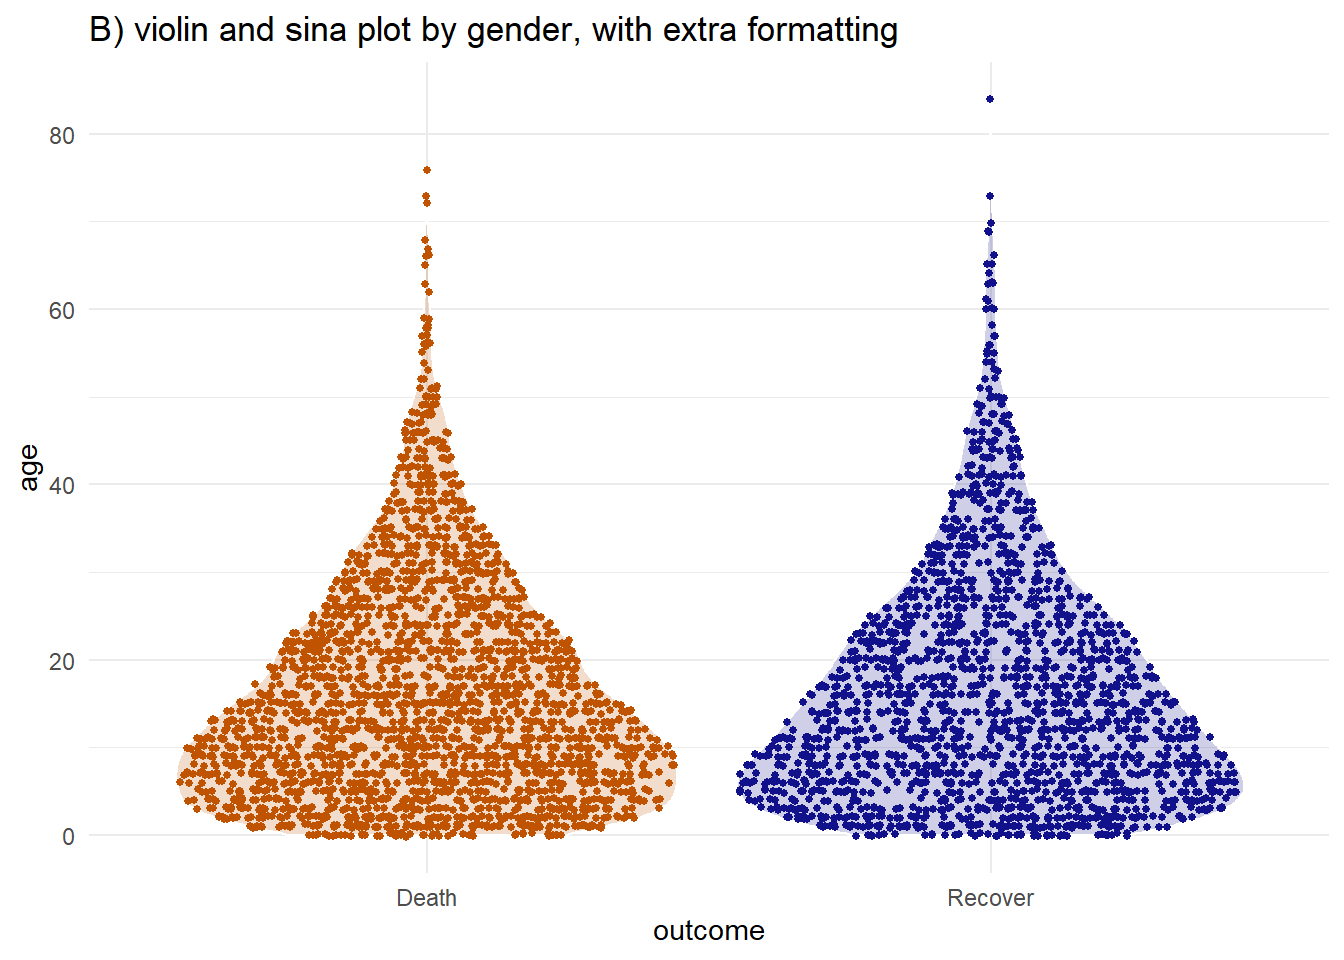 B) violin and sina plot by gender, with extra formatting
80
60
40
20
0
age
Death
Recover
outcome